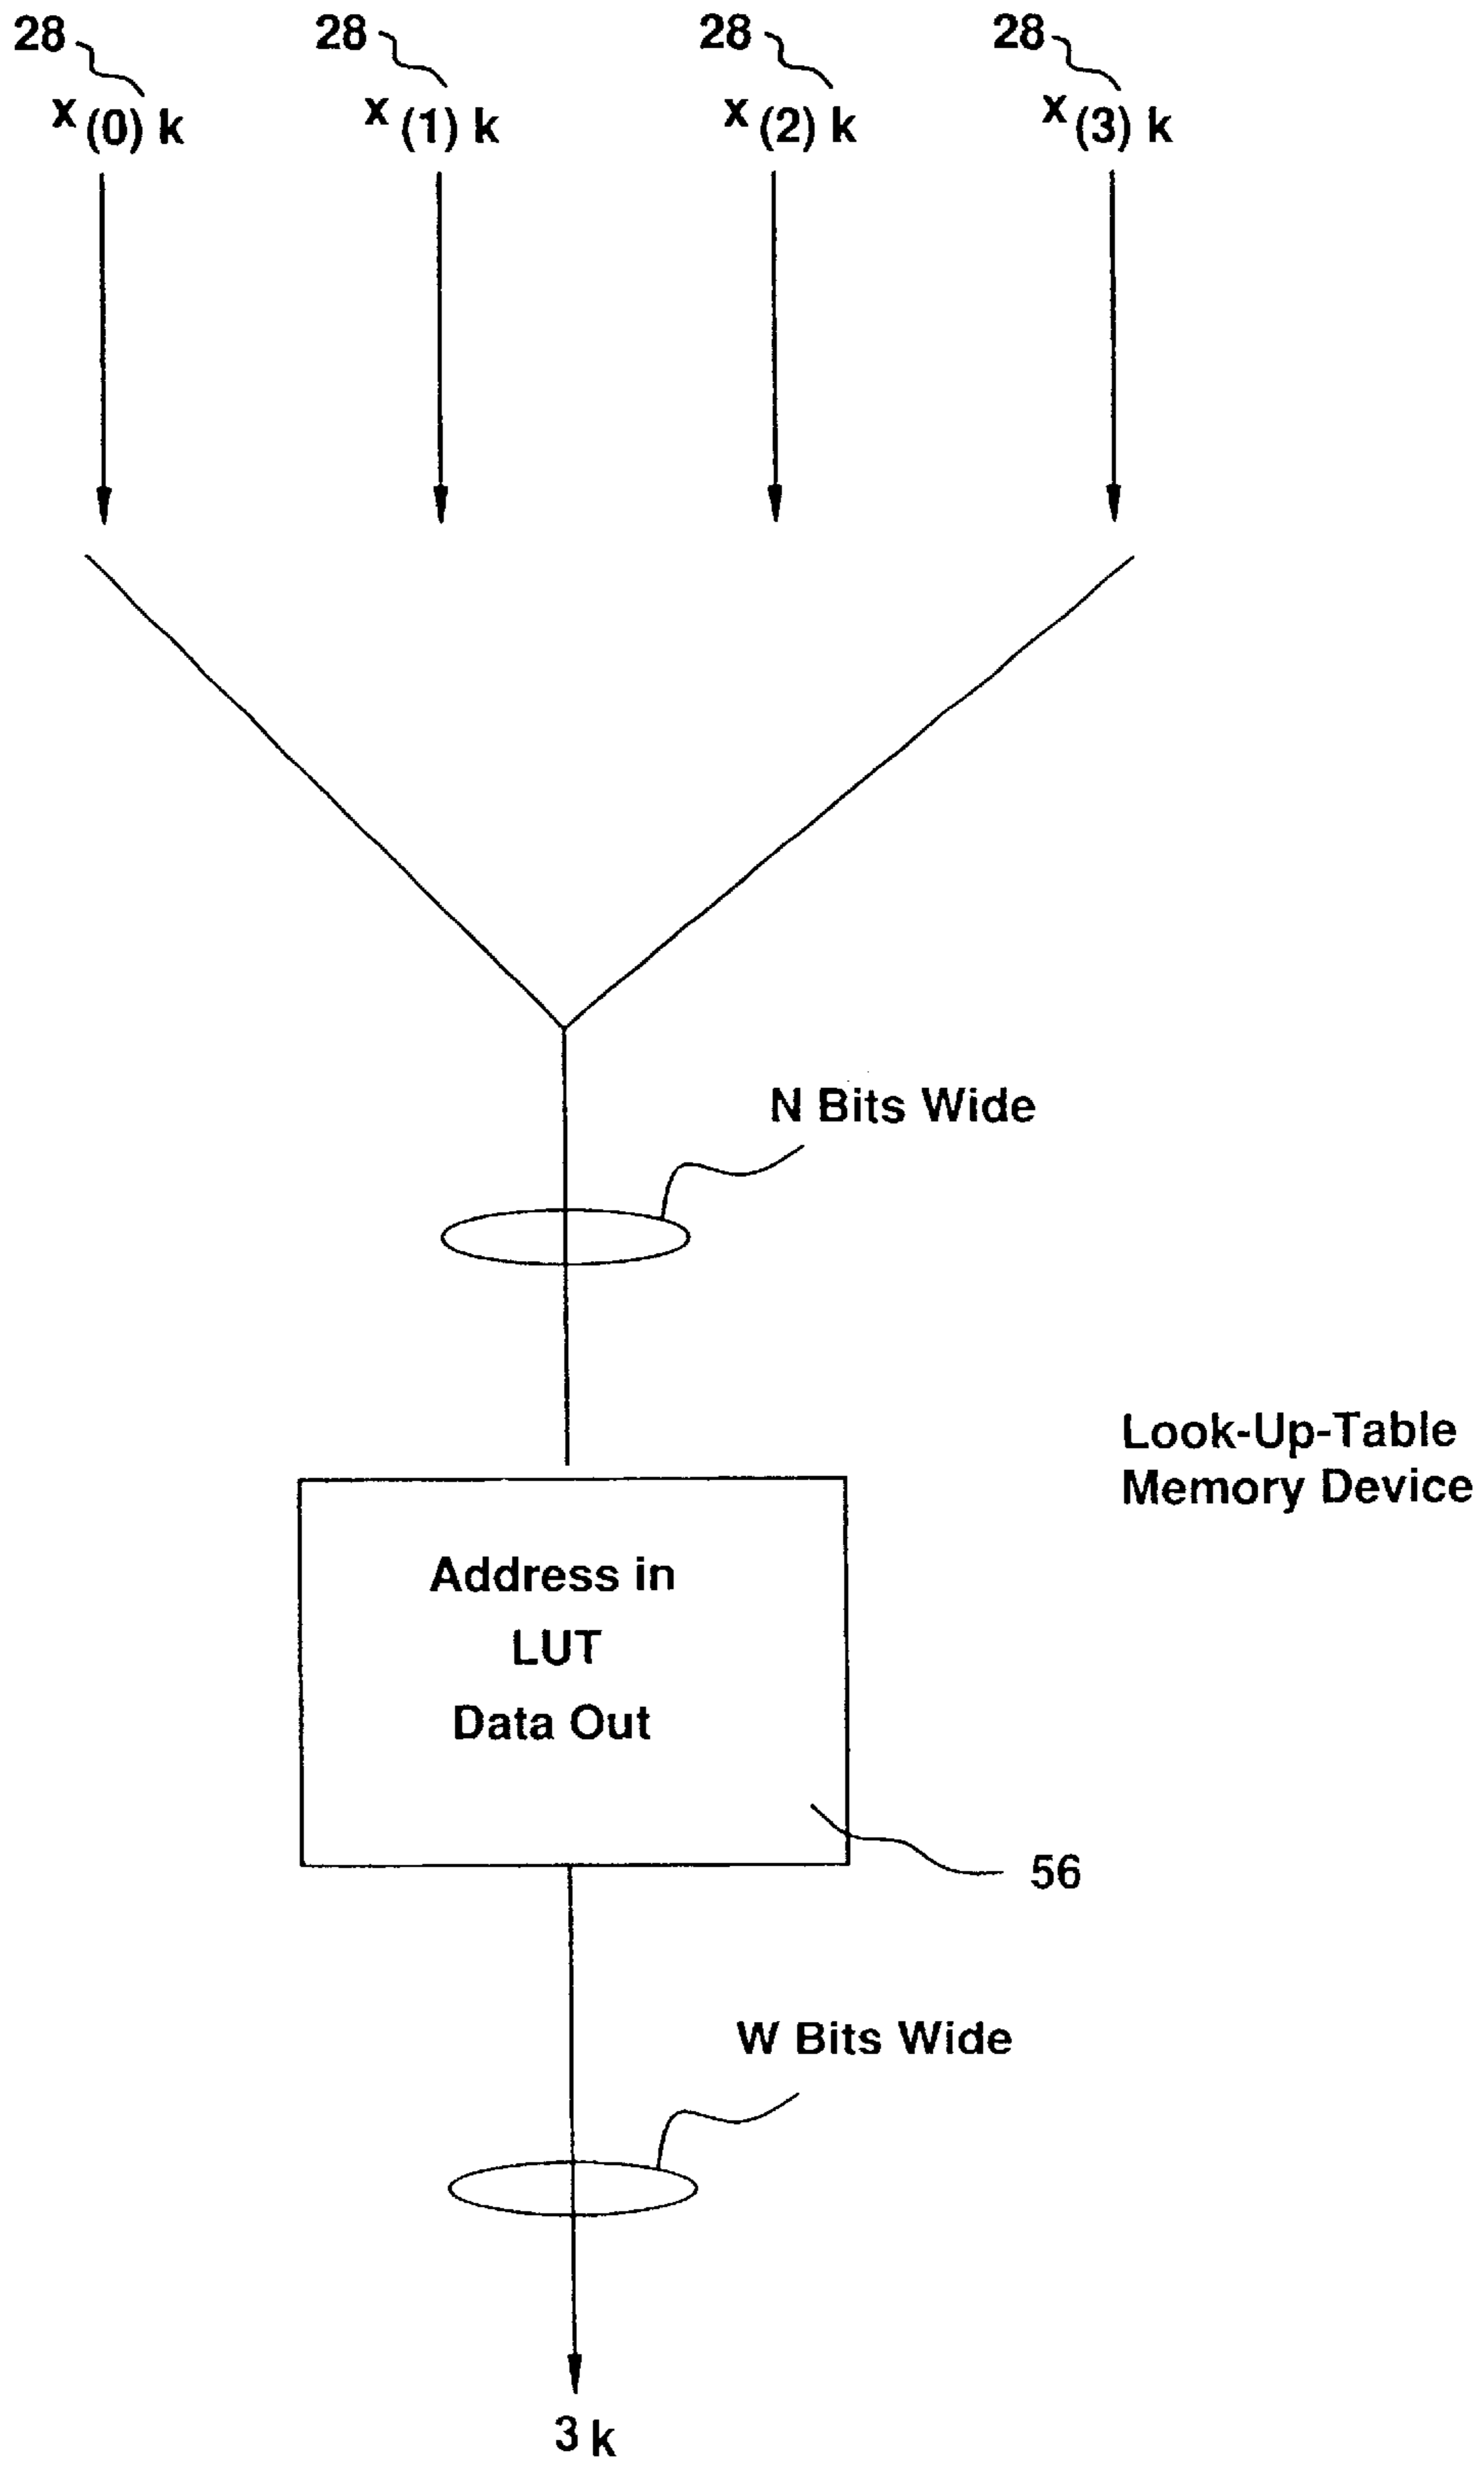 28 28 28 28
x(0) k x(1) k x(2) k x(3) k
N Bits Wide
Look-Up-Table
Memory Device
Address in
LUT
Data Out
56
W Bits Wide
3 k